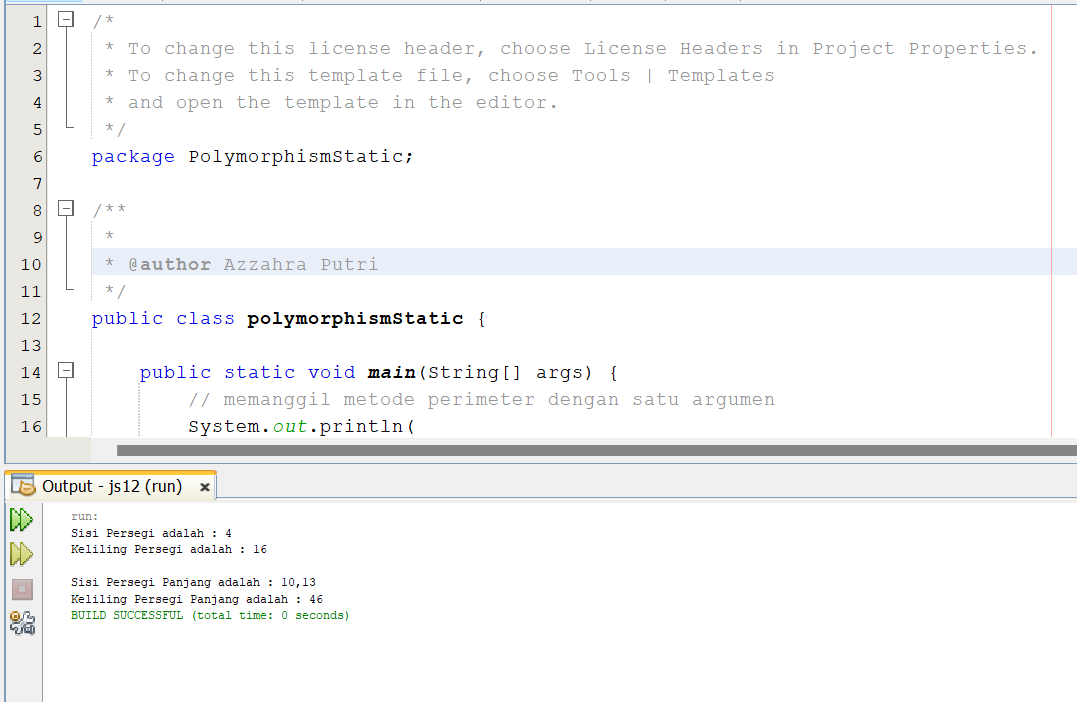 1 /*
2 * To change this license header, choose License Headers in Project Properties.
3 * To change this template file, choose Tools | Templates
4 * and open the template in the editor.
5 */
6 package PolymorphismStatic;
7
8 /**
9 *
10 * @author Azzahra Putri
11 */
12 public class polymorphismStatic {
13
14 public static void main(String[] args) {
15 // memanggil metode perimeter dengan satu argumen
16 System.out.println(
Output - js12 (run) ×
run:
Sisi Persegi adalah : 4
Keliling Persegi adalah : 16
Sisi Persegi Panjang adalah : 10,13
Keliling Persegi Panjang adalah : 46
BUILD SUCCESSFUL (total time: 0 seconds)